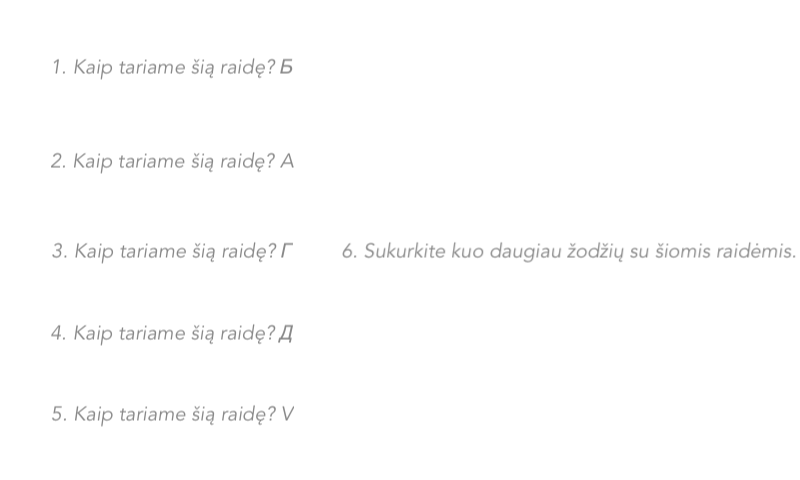 1. Kaip tariame šią raidę? Б
2. Kaip tariame šią raidę? А
3. Kaip tariame šią raidę? Г
6. Sukurkite kuo daugiau žodžių su šiomis raidėmis.
4. Kaip tariame šią raidę? Д
5. Kaip tariame šią raidę? V